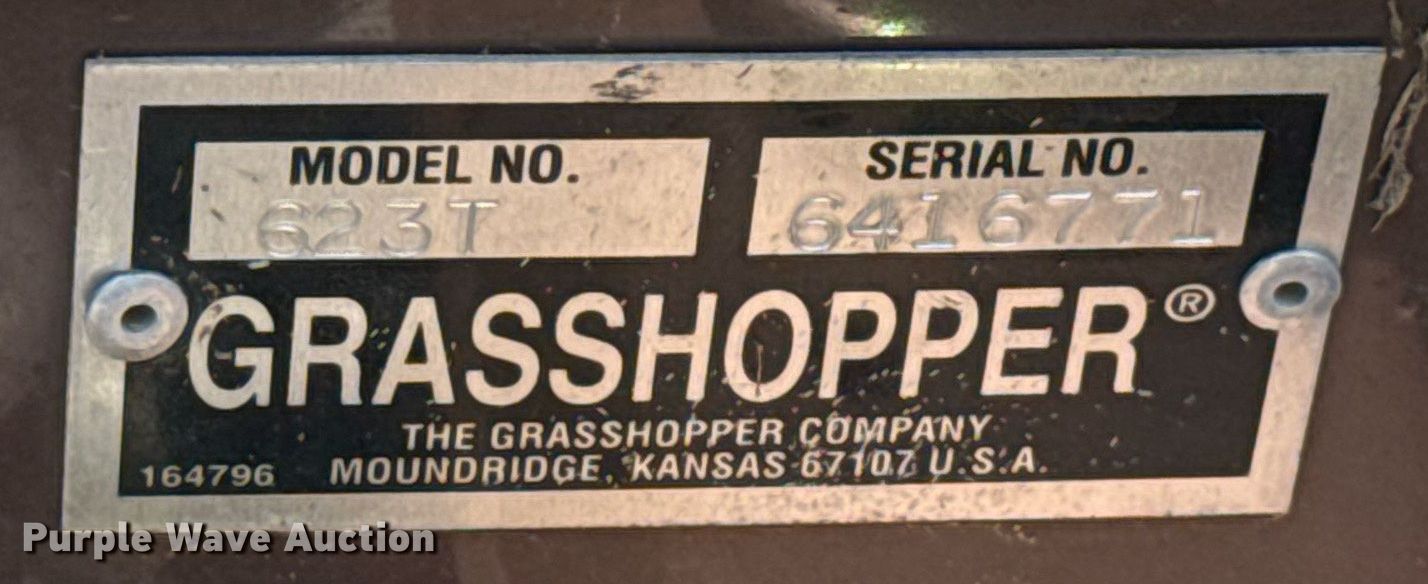 MODEL NO.
623T
SERIAL NO.
6416771
GRASSHOPPER®
THE GRASSHOPPER COMPANY
164796 MOUNDRIDGE, KANSAS 67107 U.S.A.
Purple Wave Auction